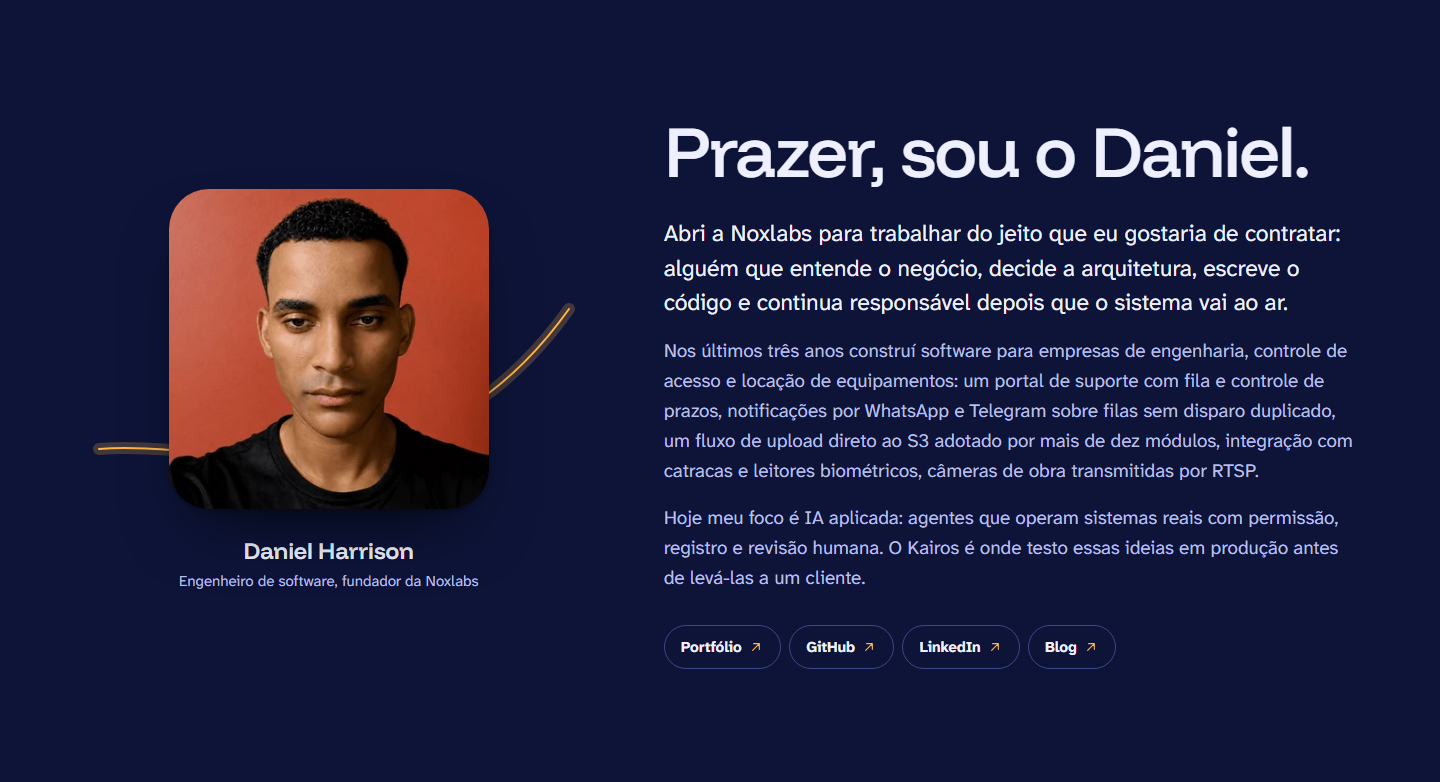 Prazer, sou o Daniel.
Abri a Noxlabs para trabalhar do jeito que eu gostaria de contratar:
alguém que entende o negócio, decide a arquitetura, escreve o
código e continua responsável depois que o sistema vai ao ar.
Nos últimos três anos construí software para empresas de engenharia, controle de
acesso e locação de equipamentos: um portal de suporte com fila e controle de
prazos, notificações por WhatsApp e Telegram sobre filas sem disparo duplicado,
um fluxo de upload direto ao S3 adotado por mais de dez módulos, integração com
catracas e leitores biométricos, câmeras de obra transmitidas por RTSP.
Hoje meu foco é IA aplicada: agentes que operam sistemas reais com permissão,
registro e revisão humana. O Kairos é onde testo essas ideias em produção antes
de levá-las a um cliente.
Portfólio
GitHub
LinkedIn
Blog
Daniel Harrison
Engenheiro de software, fundador da Noxlabs